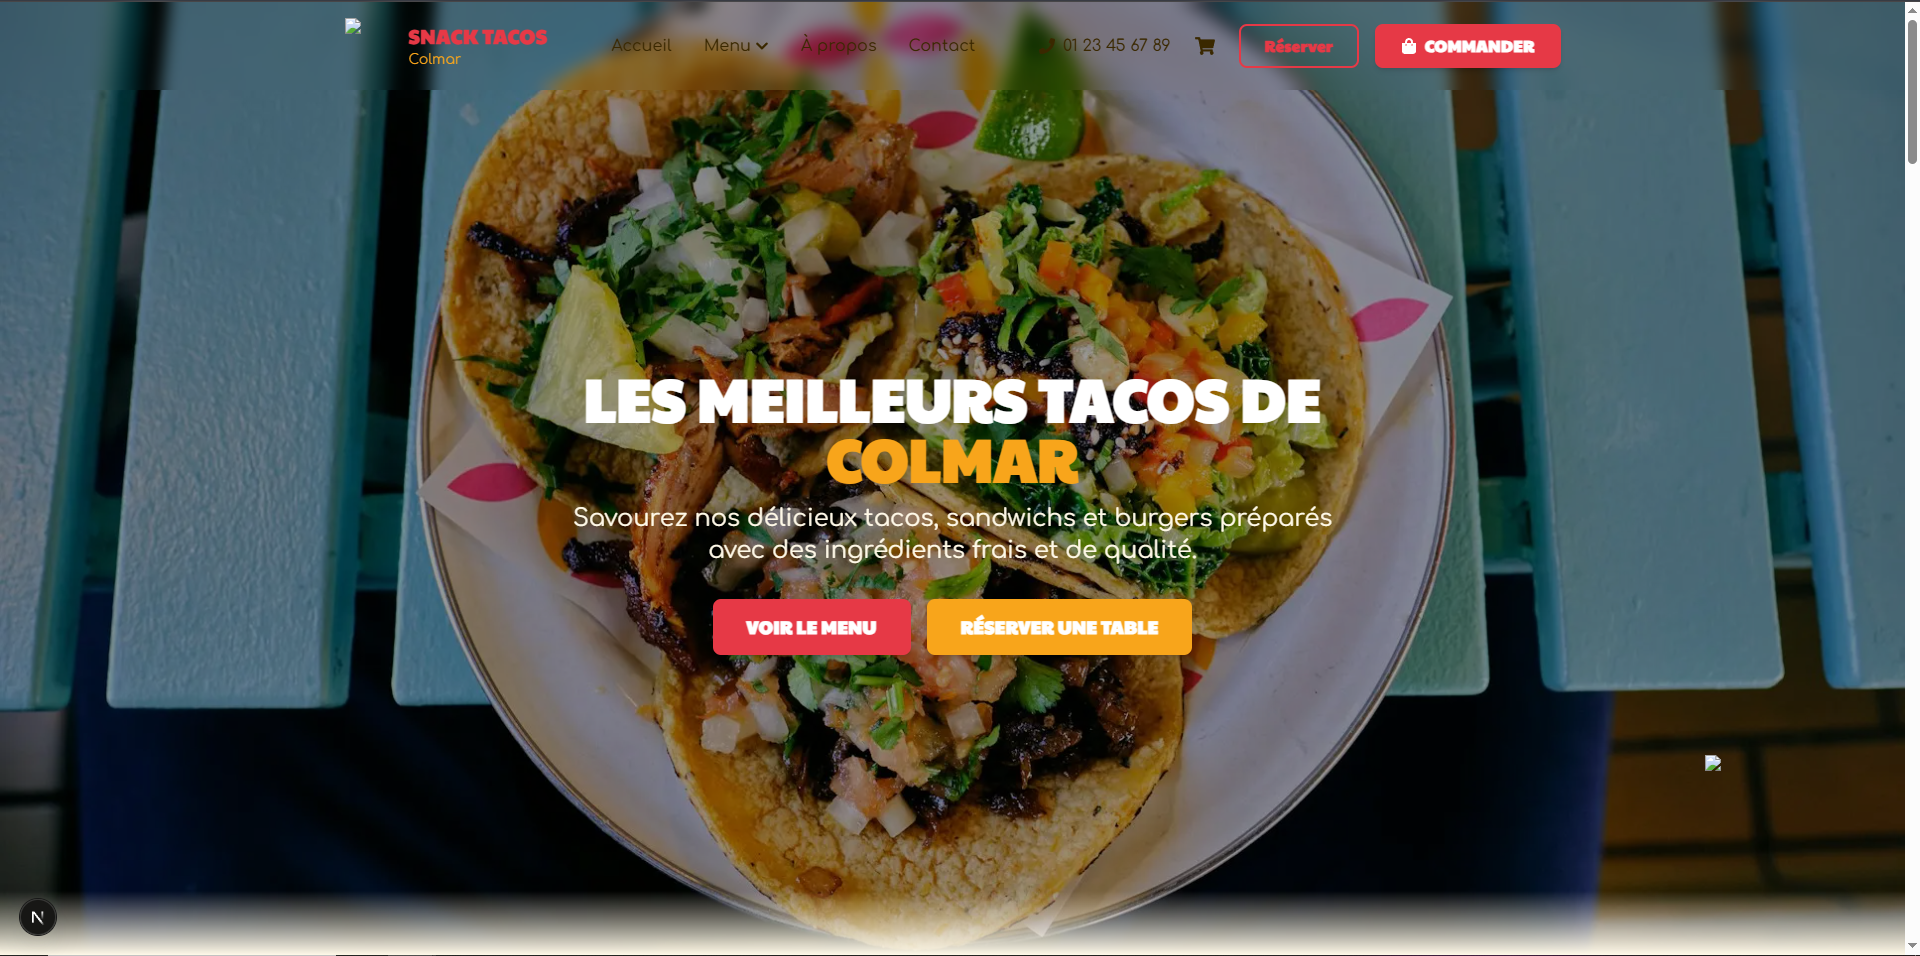 SNACK TACOS
Colmar
Accueil
Menu
À propos
Contact
01 23 45 67 89
Réserver
COMMANDER
LES MEILLEURS TACOS DE
COLMAR
Savourez nos délicieux tacos, sandwichs et burgers préparés
avec des ingrédients frais et de qualité.
VOIR LE MENU
RÉSERVER UNE TABLE
N